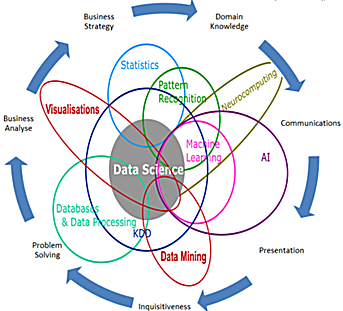 Business
Strategy
Domain
Knowledge
Statistics
Pattern
Recognition
Neurocomputing
Visualisations
Business
Analyse
Communications
Machine
Learning
AI
Data Science
Databases
& Data Processing
KDD
Problem
Solving
Data Mining
Presentation
Inquisitiveness